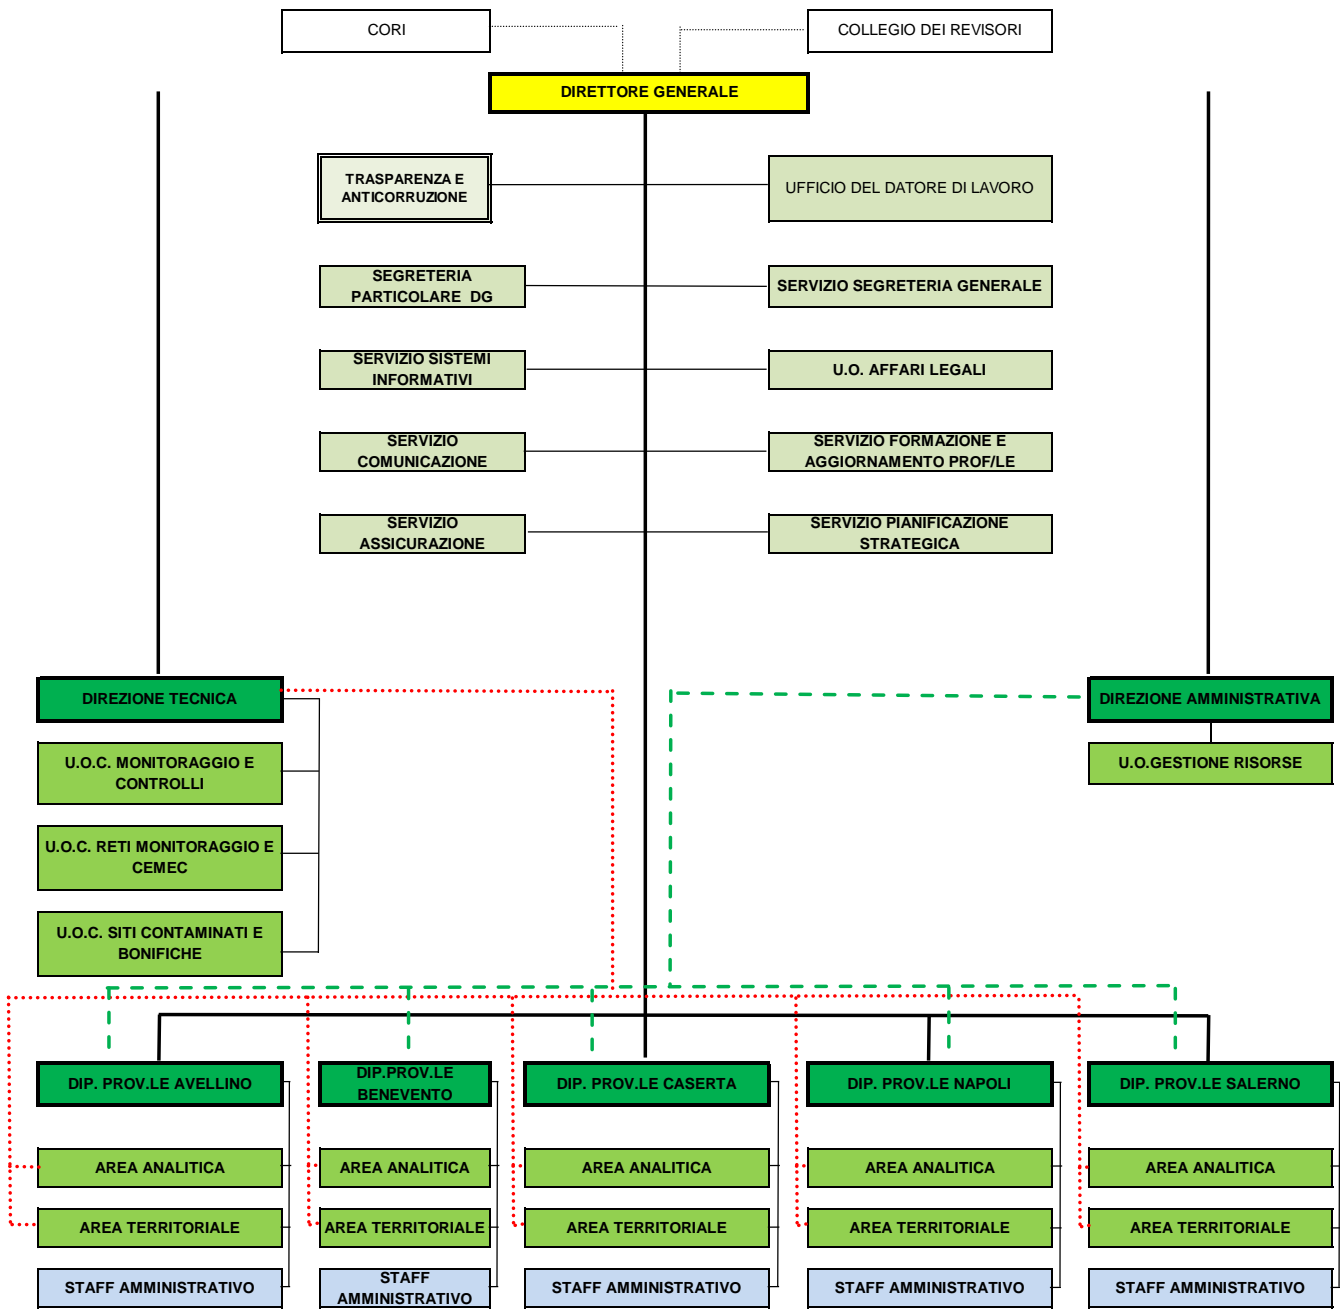 CORI
COLLEGIO DEI REVISORI
DIRETTORE GENERALE
TRASPARENZA E
ANTICORRUZIONE
UFFICIO DEL DATORE DI LAVORO
SEGRETERIA
PARTICOLARE DG
SERVIZIO SEGRETERIA GENERALE
SERVIZIO SISTEMI
INFORMATIVI
U.O. AFFARI LEGALI
SERVIZIO
COMUNICAZIONE
SERVIZIO FORMAZIONE E
AGGIORNAMENTO PROF/LE
SERVIZIO
ASSICURAZIONE
SERVIZIO PIANIFICAZIONE
STRATEGICA
DIREZIONE TECNICA
DIREZIONE AMMINISTRATIVA
U.O.C. MONITORAGGIO E
CONTROLLI
U.O.GESTIONE RISORSE
U.O.C. RETI MONITORAGGIO E
CEMEC
U.O.C. SITI CONTAMINATI E
BONIFICHE
DIP. PROV.LE AVELLINO
DIP.PROV.LE
BENEVENTO
DIP. PROV.LE CASERTA
DIP. PROV.LE NAPOLI
DIP. PROV.LE SALERNO
AREA ANALITICA
AREA ANALITICA
AREA ANALITICA
AREA ANALITICA
AREA ANALITICA
AREA TERRITORIALE
AREA TERRITORIALE
AREA TERRITORIALE
AREA TERRITORIALE
AREA TERRITORIALE
STAFF AMMINISTRATIVO
STAFF
AMMINISTRATIVO
STAFF AMMINISTRATIVO
STAFF AMMINISTRATIVO
STAFF AMMINISTRATIVO